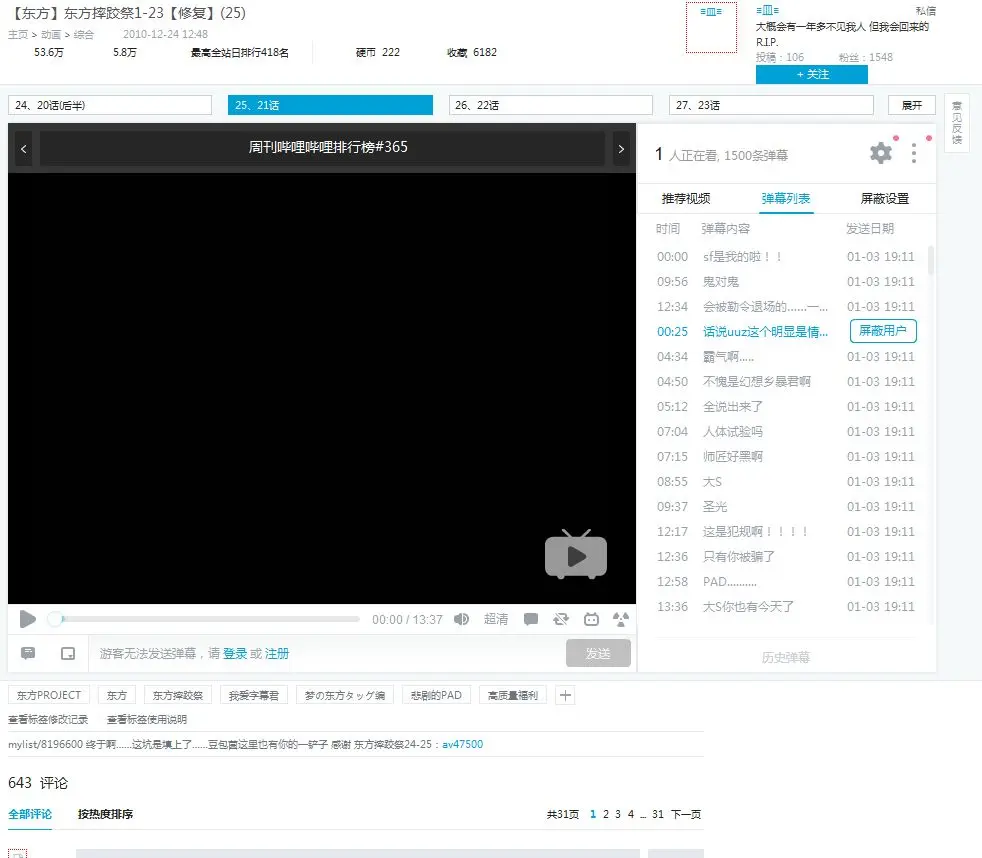 【东方】东方摔跤祭1-23【修复】(25)
主页 > 动画 > 综合 2010-12-24 12:48
53.6万 5.8万 最高全站日排行418名 硬币 222 收藏 6182
私信
大概会有一年多不见我人 但我会回来的
R.I.P.
投稿：106 粉丝：1548
+ 关注
24、20话(后半) 25、21话 26、22话 27、23话 展开
意见反馈
周刊哔哩哔哩排行榜#365
1 人正在看, 1500条弹幕
推荐视频 弹幕列表 屏蔽设置
时间 弹幕内容 发送日期
00:00 sf是我的啦！！ 01-03 19:11
09:56 鬼对鬼 01-03 19:11
12:34 会被勒令退场的......一... 01-03 19:11
00:25 话说uuz这个明显是情... 屏蔽用户
04:34 霸气啊..... 01-03 19:11
04:50 不愧是幻想乡暴君啊 01-03 19:11
05:12 全说出来了 01-03 19:11
07:04 人体试验吗 01-03 19:11
07:15 师匠好黑啊 01-03 19:11
08:55 大S 01-03 19:11
09:37 圣光 01-03 19:11
12:17 这是犯规啊！！！！ 01-03 19:11
12:36 只有你被骗了 01-03 19:11
12:58 PAD.......... 01-03 19:11
13:36 大S你也有今天了 01-03 19:11
历史弹幕
00:00 / 13:37 超清
游客无法发送弹幕，请 登录 或 注册 发送
东方PROJECT 东方 东方摔跤祭 我爱字幕君 梦の东方タッグ编 悲剧的PAD 高质量福利
查看标签修改记录 查看标签使用说明
mylist/8196600 终于啊......这坑是填上了......豆包菌这里也有你的一铲子 感谢 东方摔跤祭24-25：av47500
643 评论
全部评论 按热度排序 共31页 1 2 3 4 ... 31 下一页